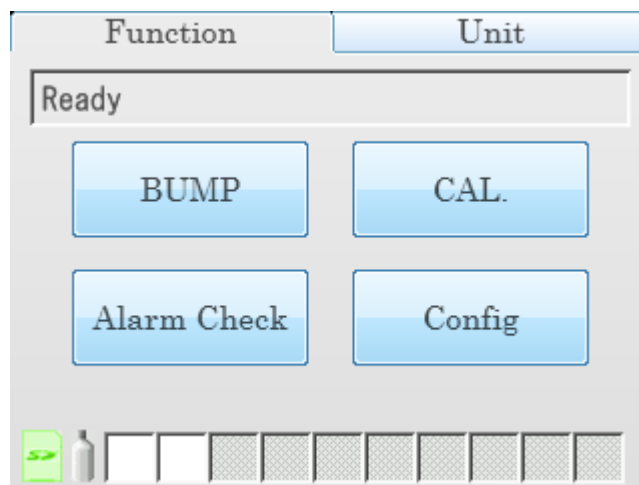 Function
Unit
Ready
BUMP
CAL.
Alarm Check
Config